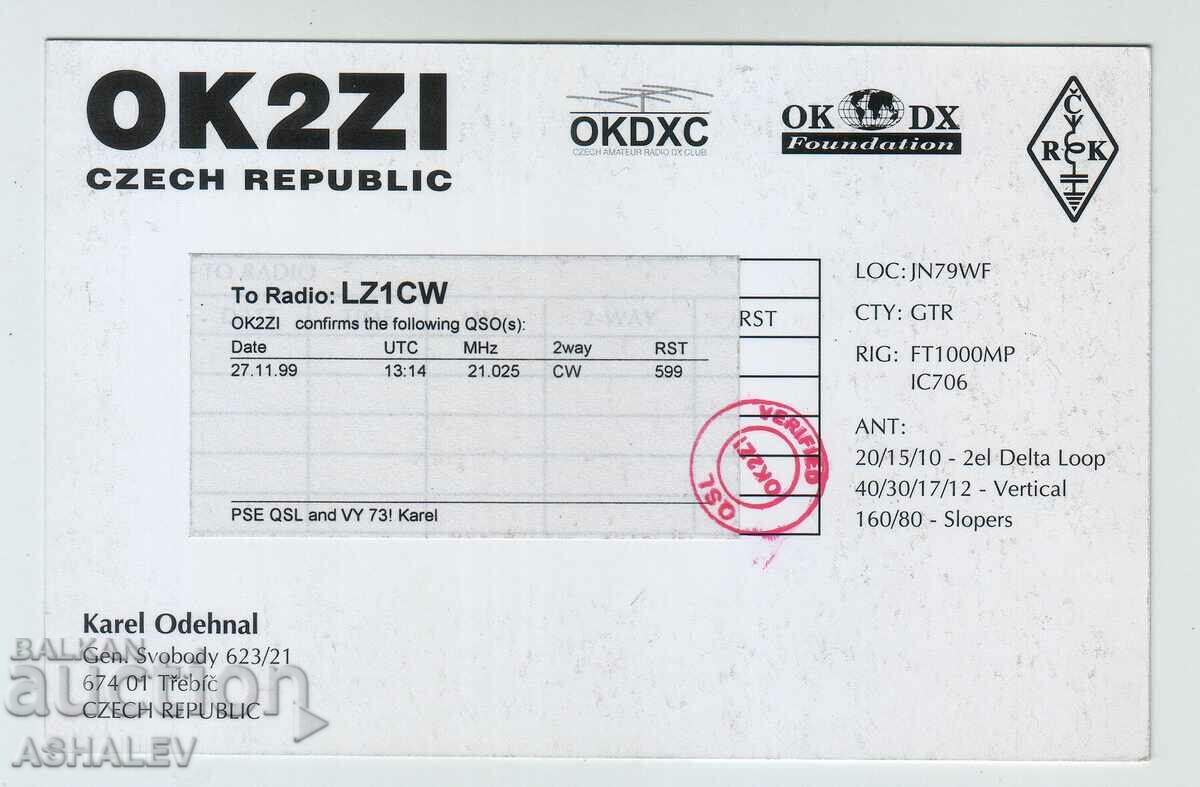 OK2ZI
CZECH REPUBLIC
OKDXC
CZECH AMATEUR RADIO DX CLUB
OK DX
Foundation
Č
R K
TO RADIO
To Radio: LZ1CW
OK2ZI confirms the following QSO(s):
2-WAY
RST
Date UTC MHz 2way RST
27.11.99 13:14 21.025 CW 599
PSE QSL and VY 73! Karel
VERIFIED
OK2ZI
QSL
LOC: JN79WF
CTY: GTR
RIG: FT1000MP
IC706
ANT:
20/15/10 - 2el Delta Loop
40/30/17/12 - Vertical
160/80 - Slopers
Karel Odehnal
Gen. Svobody 623/21
674 01 Třebíč
CZECH REPUBLIC
BALKAN
auction
ASHALEV